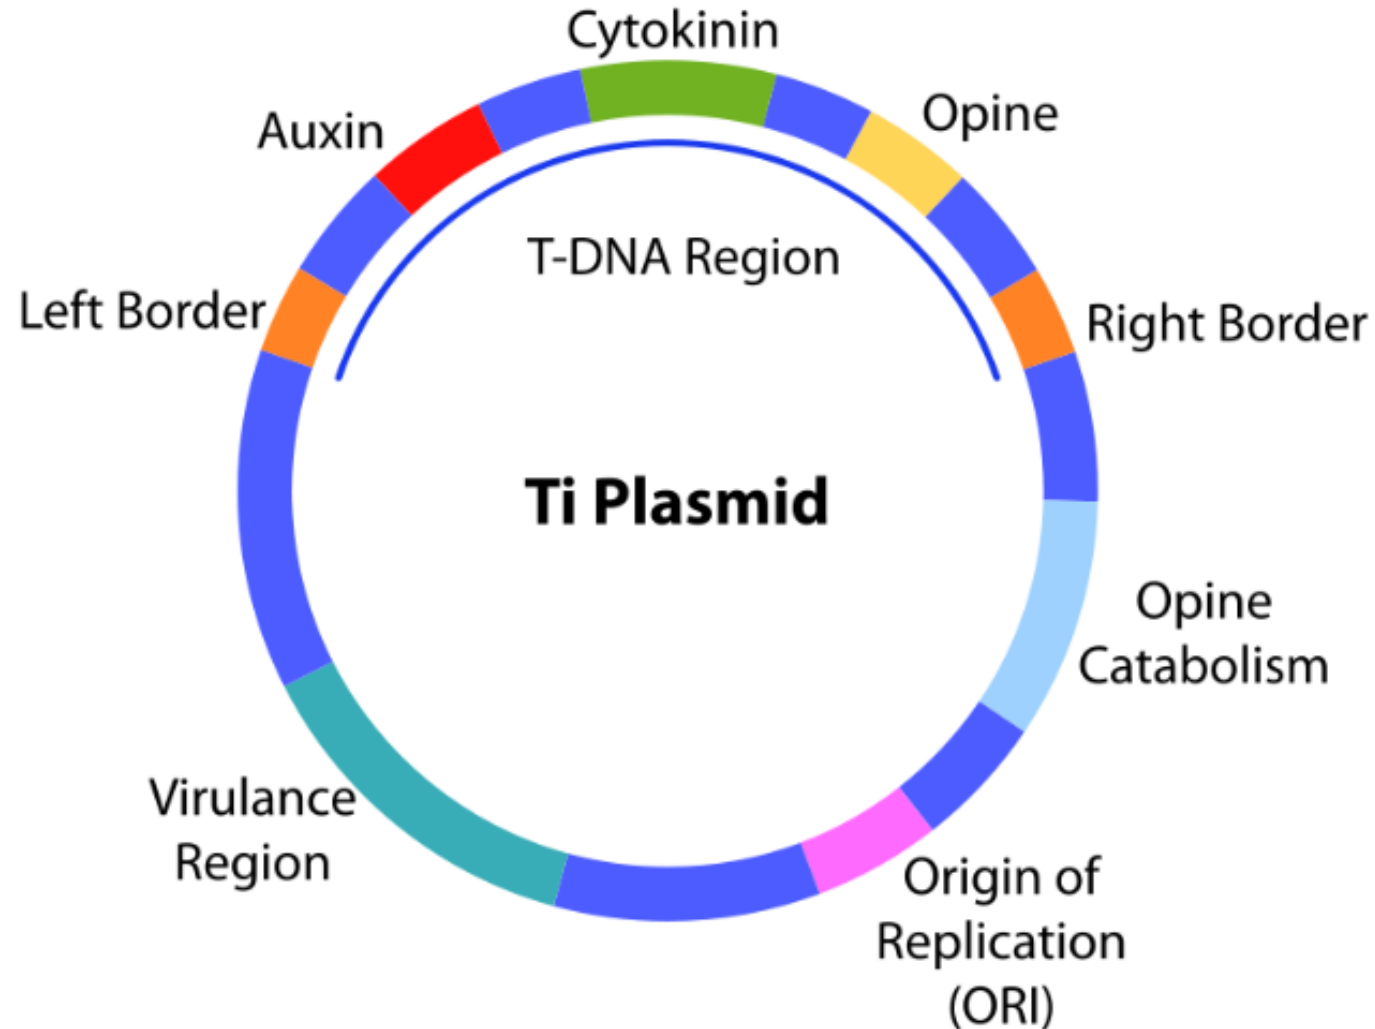 Cytokinin
Auxin
Opine
T-DNA Region
Left Border
Right Border
Ti Plasmid
Opine
Catabolism
Virulance
Region
Origin of
Replication
(ORI)